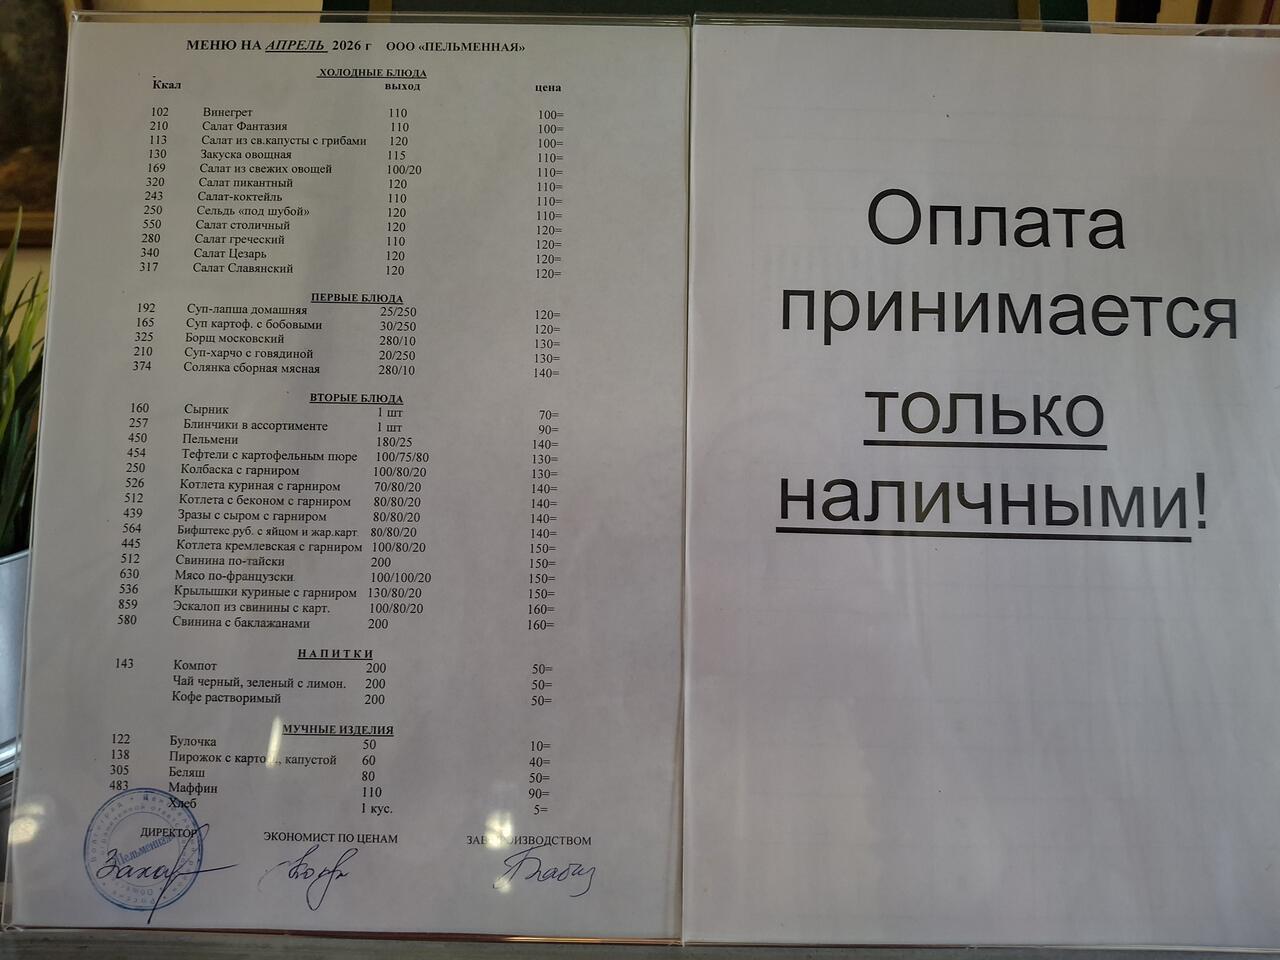 МЕНЮ НА АПРЕЛЬ 2026 г ООО «ПЕЛЬМЕННАЯ»
ХОЛОДНЫЕ БЛЮДА
Ккал выход цена
102 Винегрет 110 100=
210 Салат Фантазия 110 100=
113 Салат из св.капусты с грибами 120 100=
130 Закуска овощная 115 110=
169 Салат из свежих овощей 100/20 110=
320 Салат пикантный 120 110=
243 Салат-коктейль 110 110=
250 Сельдь «под шубой» 120 110=
550 Салат столичный 120 120=
280 Салат греческий 110 120=
340 Салат Цезарь 120 120=
317 Салат Славянский 120 120=
ПЕРВЫЕ БЛЮДА
192 Суп-лапша домашняя 25/250 120=
165 Суп картоф. с бобовыми 30/250 120=
325 Борщ московский 280/10 130=
210 Суп-харчо с говядиной 20/250 130=
374 Солянка сборная мясная 280/10 140=
ВТОРЫЕ БЛЮДА
160 Сырник 1 шт 70=
257 Блинчики в ассортименте 1 шт 90=
450 Пельмени 180/25 140=
454 Тефтели с картофельным пюре 100/75/80 130=
250 Колбаска с гарниром 100/80/20 130=
526 Котлета куриная с гарниром 70/80/20 140=
512 Котлета с беконом с гарниром 80/80/20 140=
439 Зразы с сыром с гарниром 80/80/20 140=
564 Бифштекс руб. с яйцом и жар.карт 80/80/20 140=
445 Котлета кремлевская с гарниром 100/80/20 150=
512 Свинина по-тайски 200 150=
630 Мясо по-французски 100/100/20 150=
536 Крылышки куриные с гарниром 130/80/20 150=
859 Эскалоп из свинины с карт. 100/80/20 160=
580 Свинина с баклажанами 200 160=
НАПИТКИ
143 Компот 200 50=
Чай черный, зеленый с лимон. 200 50=
Кофе растворимый 200 50=
МУЧНЫЕ ИЗДЕЛИЯ
122 Булочка 50 10=
138 Пирожок с капустой 60 40=
305 Беляш 80 50=
483 Маффин 110 90=
Хлеб 1 кус. 5=
ДИРЕКТОР ЭКОНОМИСТ ПО ЦЕНАМ
Пельменная
Оплата
принимается
только
наличными!